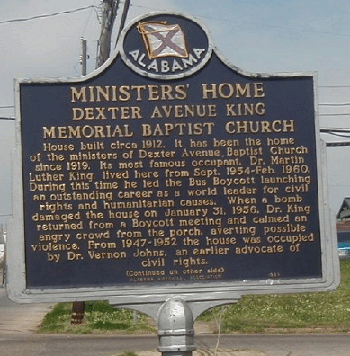 ALABAMA
MINISTERS' HOME
DEXTER AVENUE KING
MEMORIAL BAPTIST CHURCH
House built circa 1912. It has been the home
of the ministers of Dexter Avenue Baptist Church
since 1919. Its most famous occupant, Dr. Martin
Luther King lived here from Sept. 1954-Feb. 1960.
During this time he led the Bus Boycott launching
an outstanding career as a world leader for civil
rights and humanitarian causes. When a bomb
damaged the house on January 31, 1956, Dr. King
returned from a Boycott meeting and calmed an
angry crowd from the porch, averting possible
violence. From 1947-1952 the house was occupied
by Dr. Vernon Johns, an earlier advocate of
civil rights.
(Continued on other side)